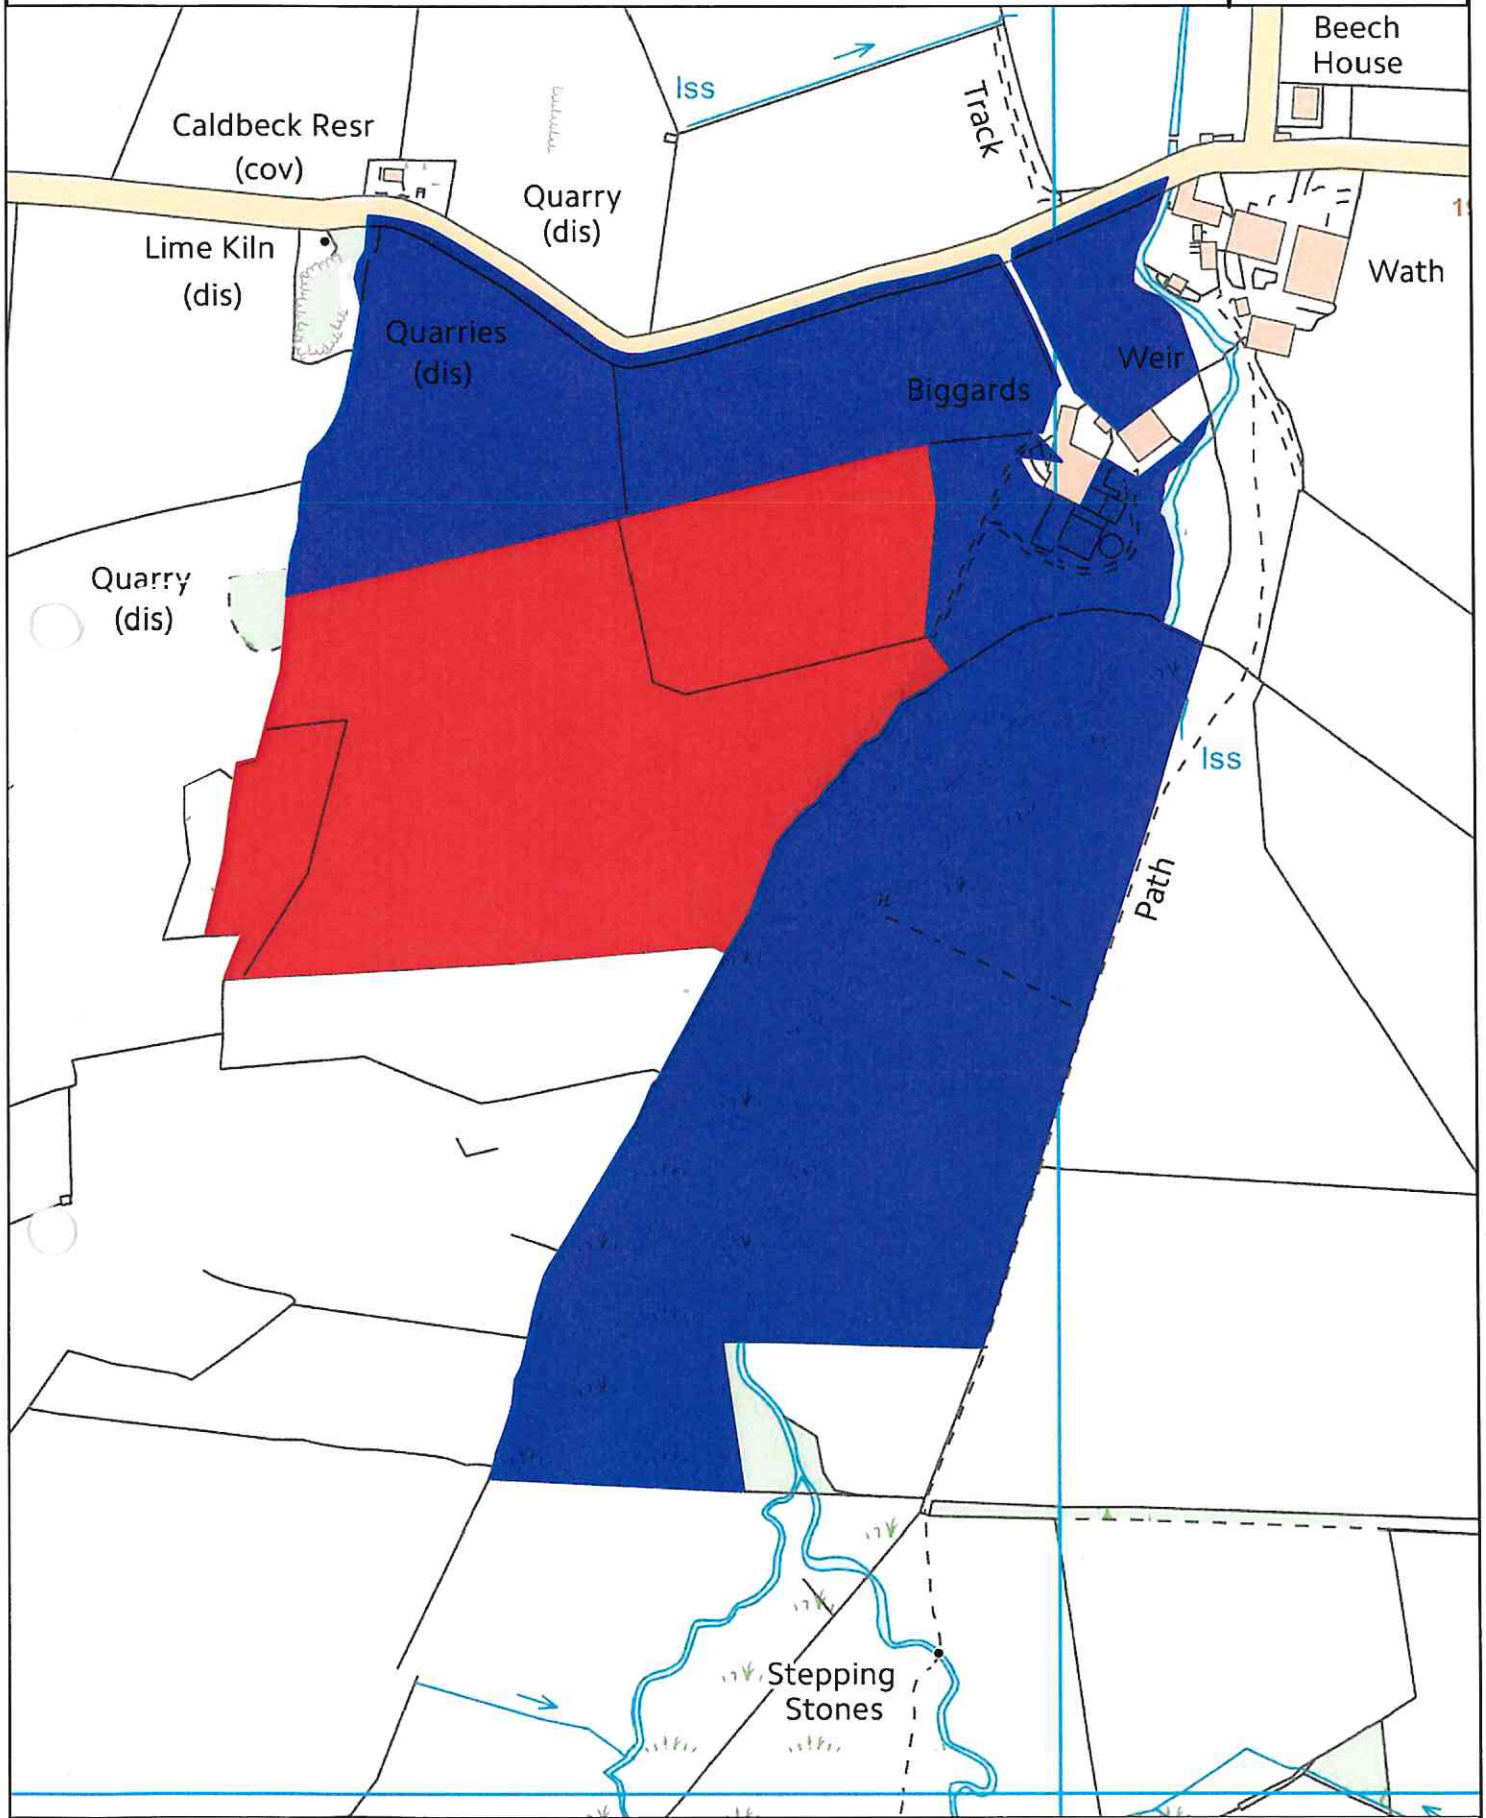 Beech
House
Iss
Track
Caldbeck Resr
(cov)
Quarry
(dis)
Lime Kiln
(dis)
Wath
Quarries
(dis)
Weir
Biggards
Quarry
(dis)
Iss
Path
Stepping
Stones